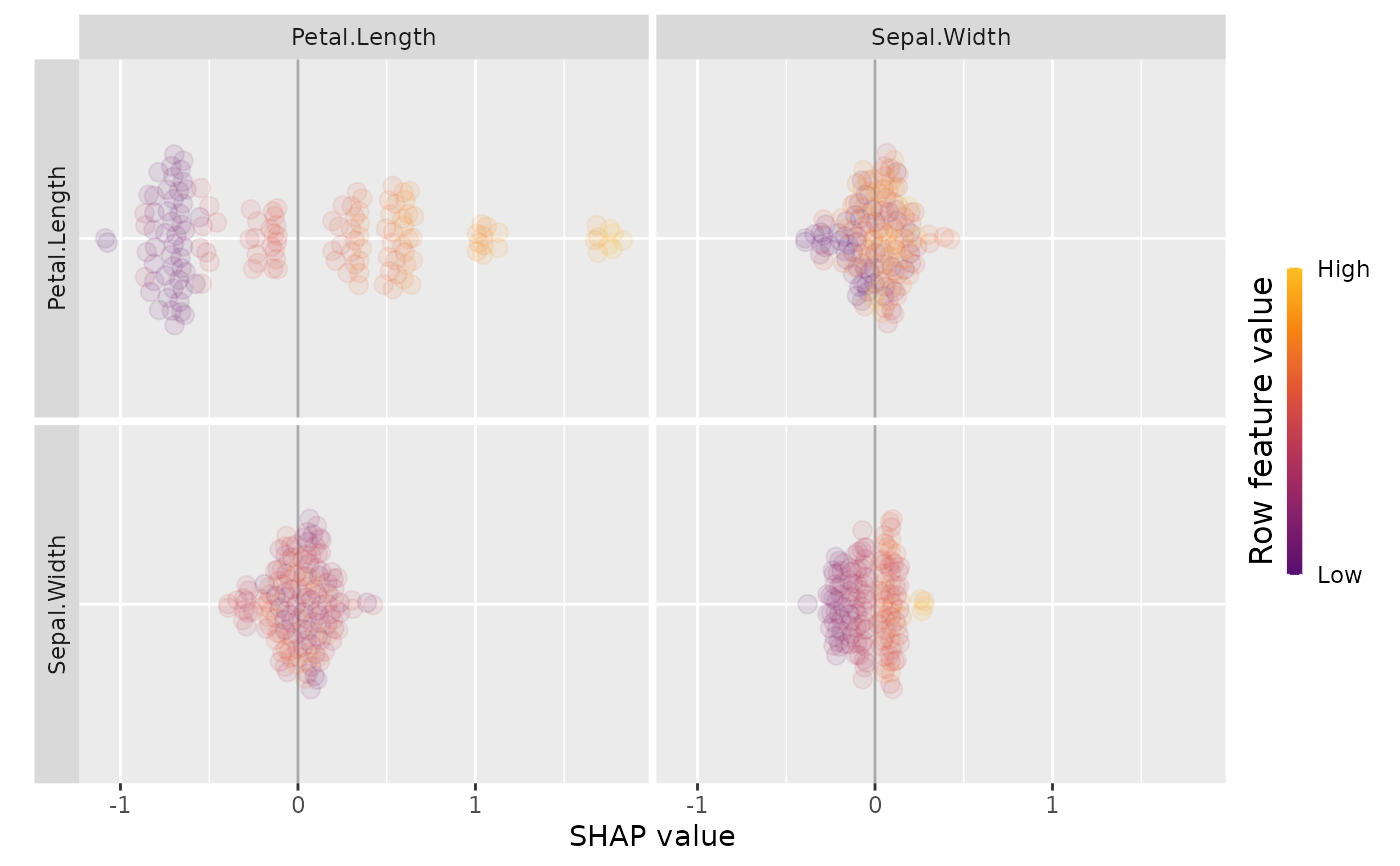 Petal.Length
Sepal.Width
Petal.Length
Sepal.Width
-1
0
1
-1
0
1
SHAP value
Row feature value
High
Low